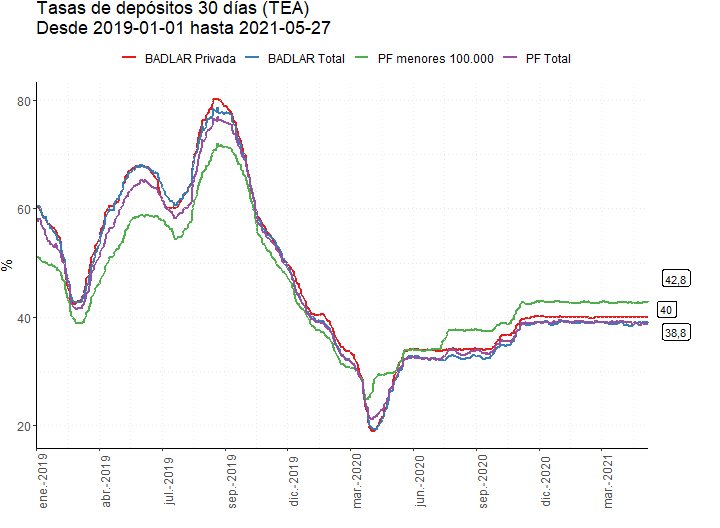 Tasas de depósitos 30 días (TEA)
Desde 2019-01-01 hasta 2021-05-27
BADLAR Privada BADLAR Total PF menores 100.000 PF Total
%
80
60
40
20
42,8
40
38,8
ene.-2019 abr.-2019 jul.-2019 sep.-2019 dic.-2019 mar.-2020 jun.-2020 sep.-2020 dic.-2020 mar.-2021